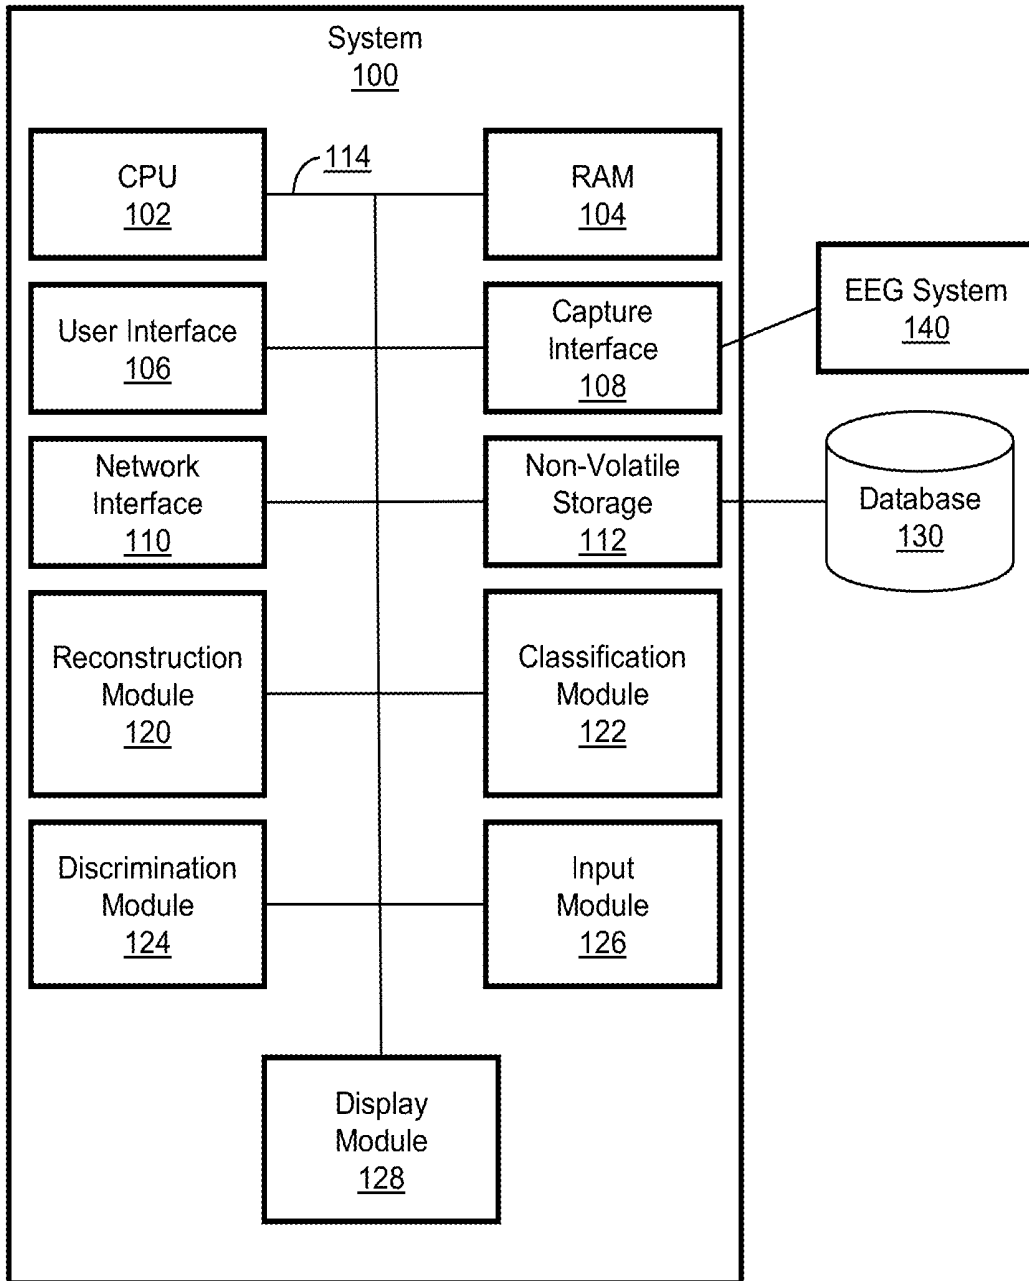 System
100
CPU
102
114
RAM
104
EEG System
140
User Interface
106
Capture
Interface
108
Network
Interface
110
Non-Volatile
Storage
112
Database
130
Reconstruction
Module
120
Classification
Module
122
Discrimination
Module
124
Input
Module
126
Display
Module
128